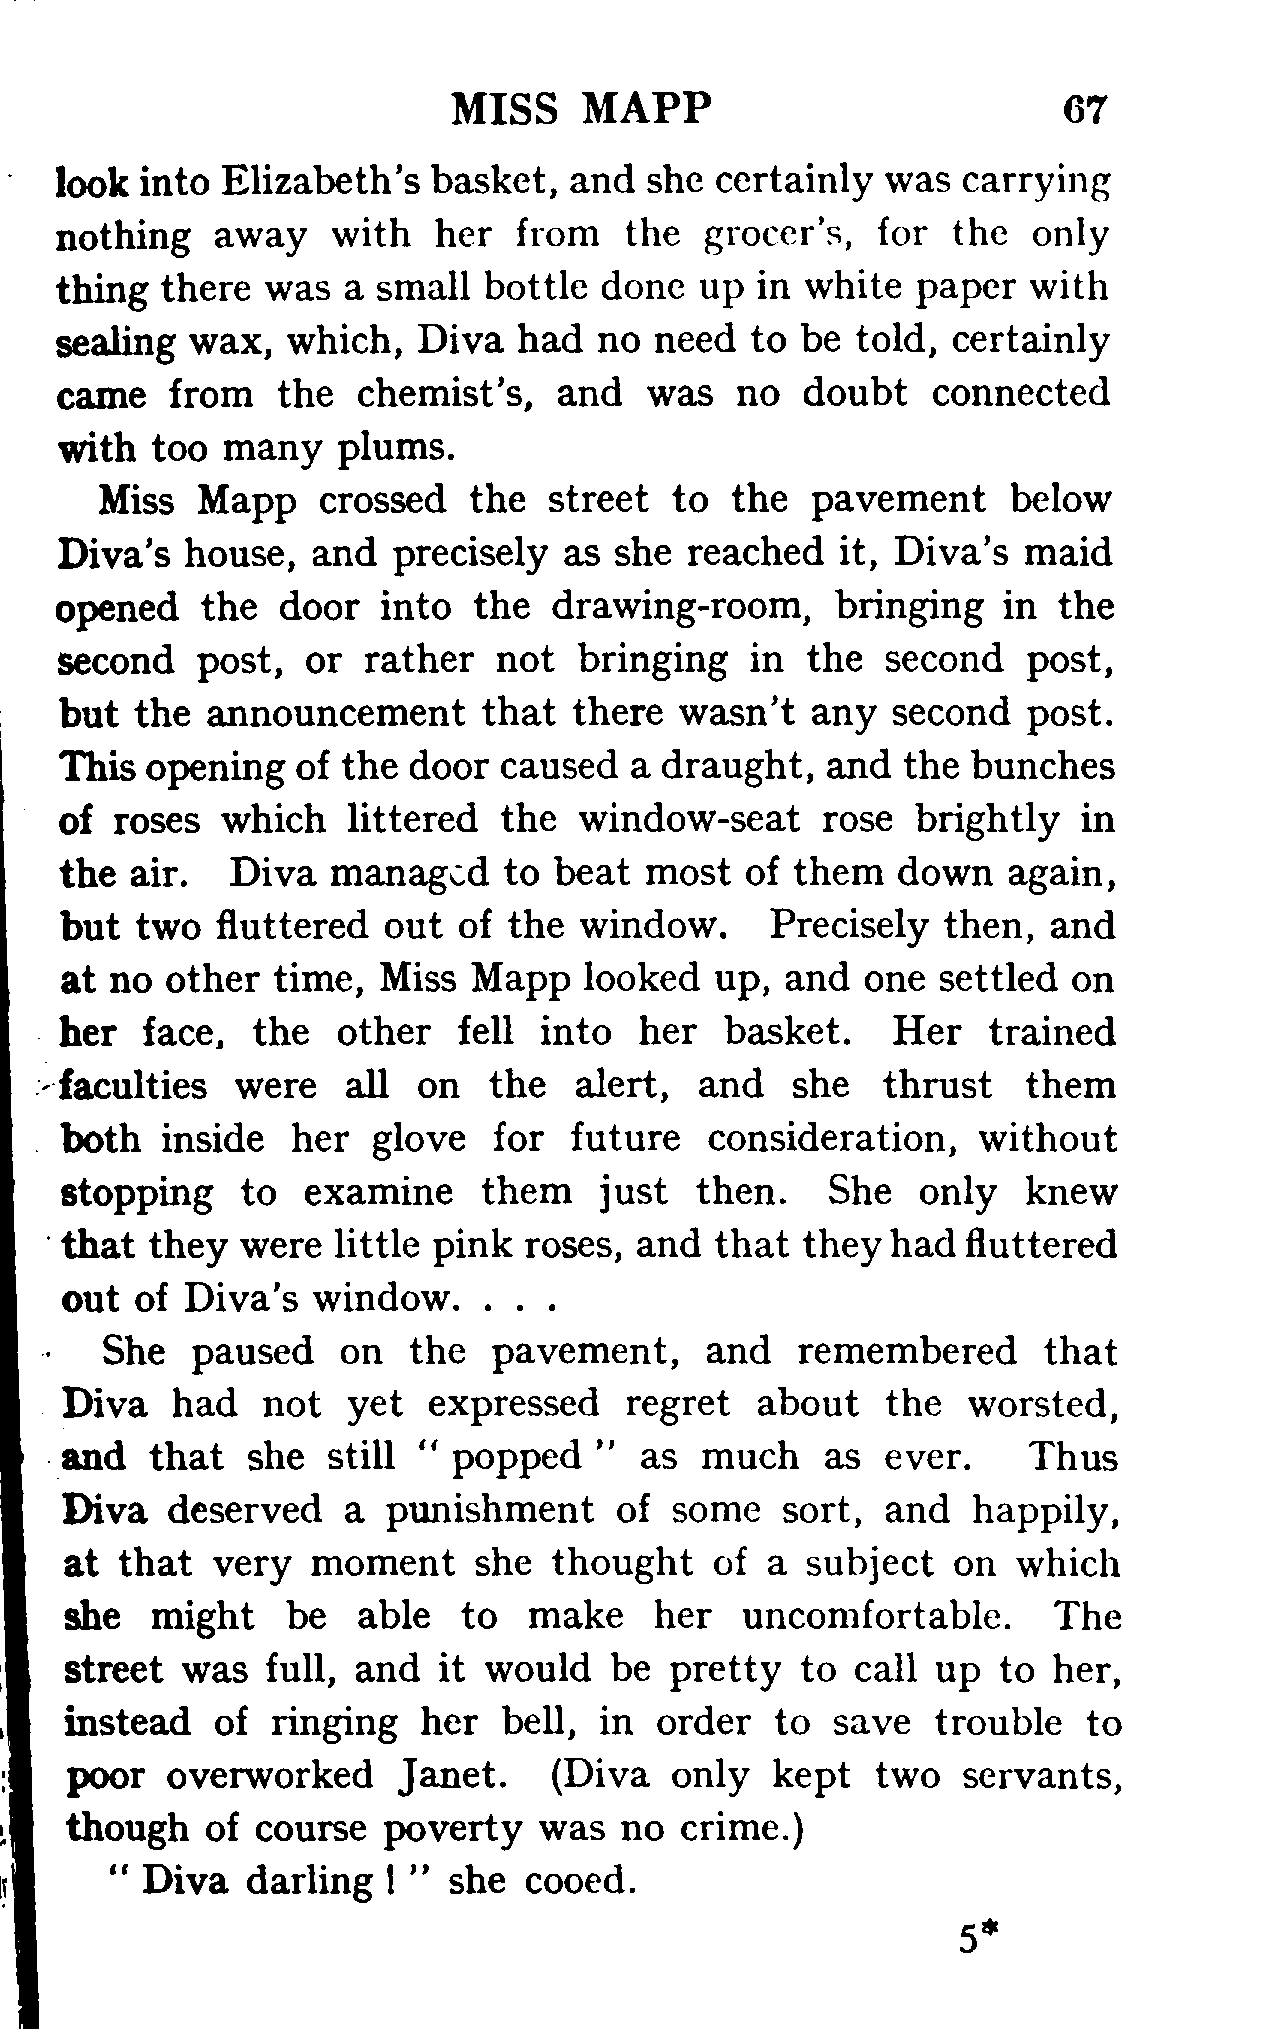 MISS MAPP 67
look into Elizabeth's basket, and she certainly was carrying
nothing away with her from the grocer's, for the only
thing there was a small bottle done up in white paper with
sealing wax, which, Diva had no need to be told, certainly
came from the chemist's, and was no doubt connected
with too many plums.
Miss Mapp crossed the street to the pavement below
Diva's house, and precisely as she reached it, Diva's maid
opened the door into the drawing-room, bringing in the
second post, or rather not bringing in the second post,
but the announcement that there wasn't any second post.
This opening of the door caused a draught, and the bunches
of roses which littered the window-seat rose brightly in
the air. Diva managed to beat most of them down again,
but two fluttered out of the window. Precisely then, and
at no other time, Miss Mapp looked up, and one settled on
her face, the other fell into her basket. Her trained
faculties were all on the alert, and she thrust them
both inside her glove for future consideration, without
stopping to examine them just then. She only knew
that they were little pink roses, and that they had fluttered
out of Diva's window. . . .
She paused on the pavement, and remembered that
Diva had not yet expressed regret about the worsted,
and that she still " popped " as much as ever. Thus
Diva deserved a punishment of some sort, and happily,
at that very moment she thought of a subject on which
she might be able to make her uncomfortable. The
street was full, and it would be pretty to call up to her,
instead of ringing her bell, in order to save trouble to
poor overworked Janet. (Diva only kept two servants,
though of course poverty was no crime.)
" Diva darling ! " she cooed.
5*